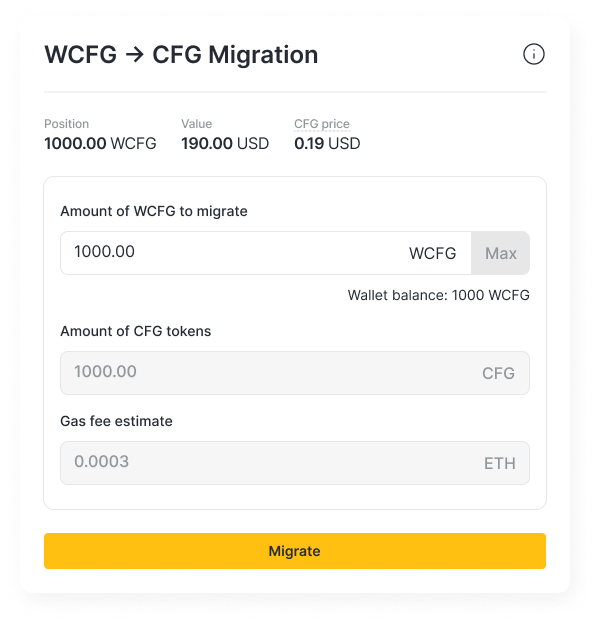 WCFG → CFG Migration
Position Value CFG price
1000.00 WCFG 190.00 USD 0.19 USD
Amount of WCFG to migrate
1000.00 WCFG Max
Wallet balance: 1000 WCFG
Amount of CFG tokens
1000.00 CFG
Gas fee estimate
0.0003 ETH
Migrate